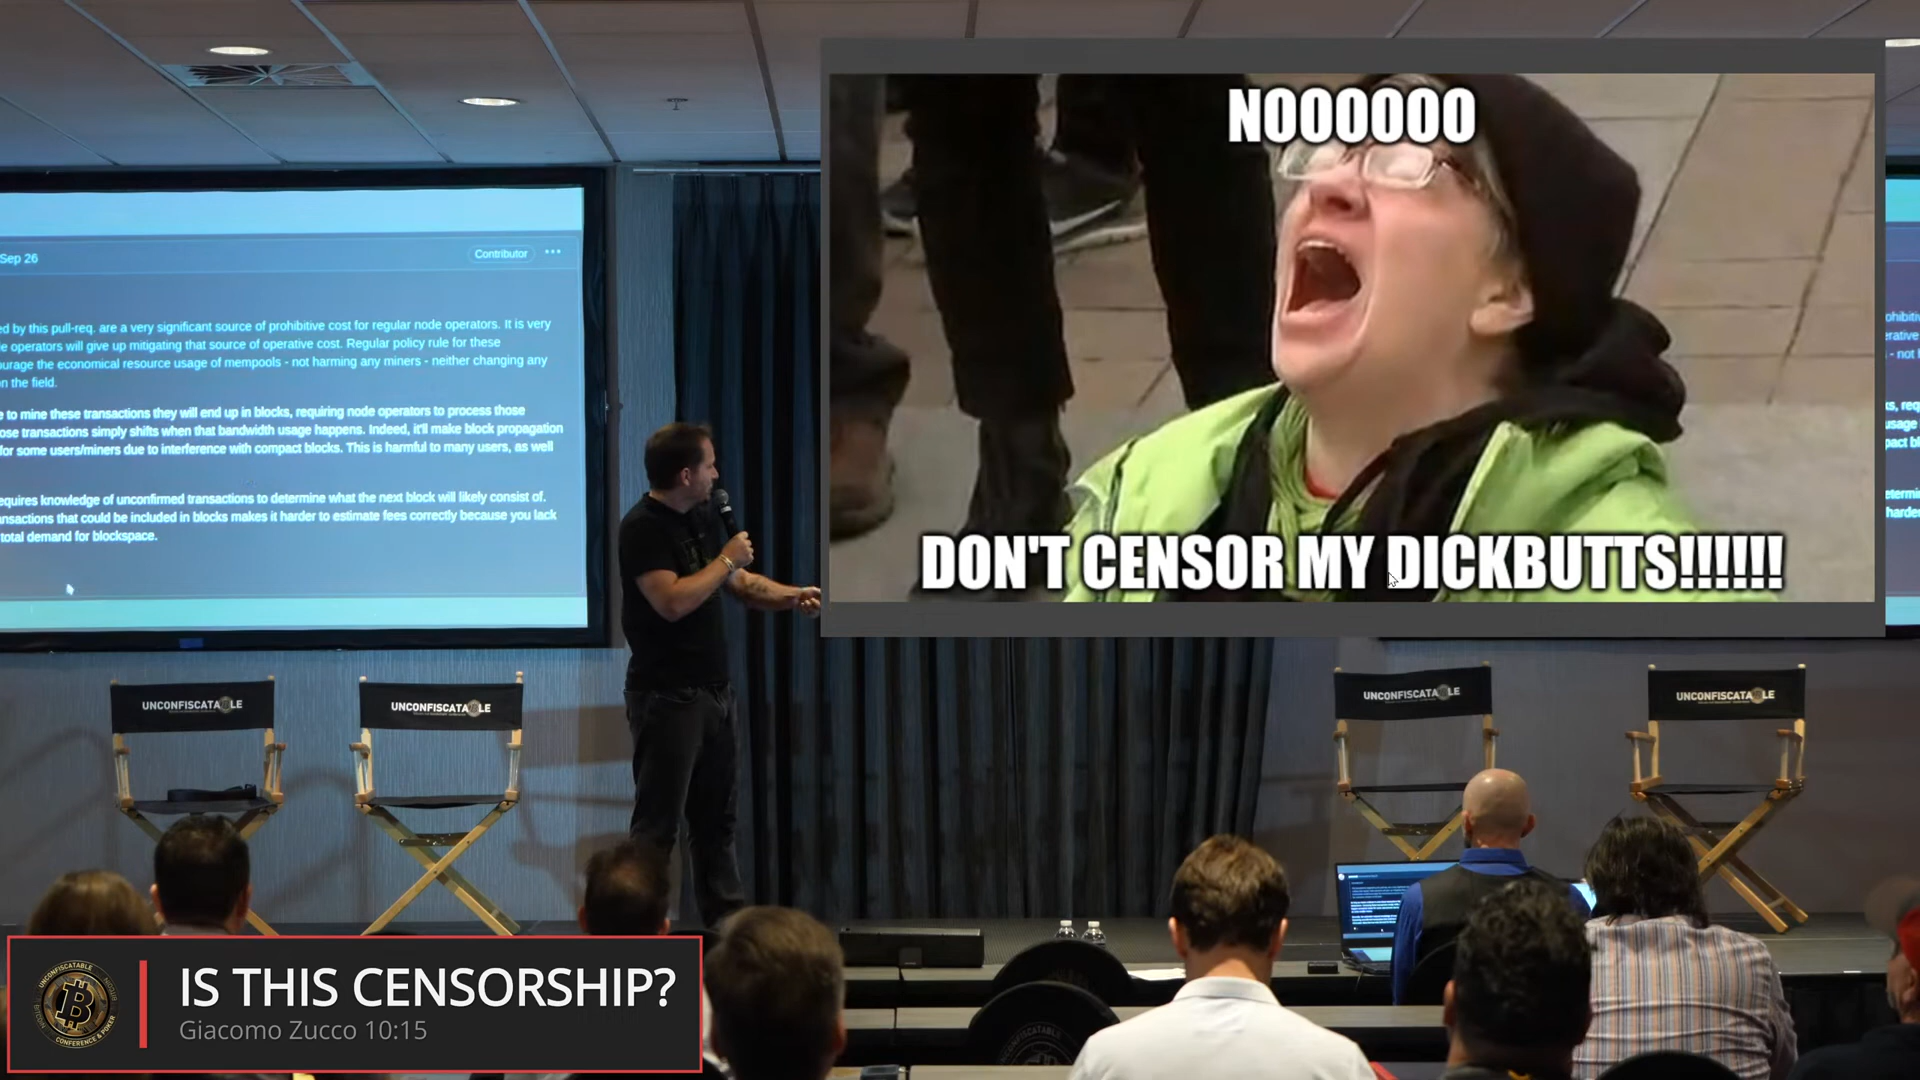 Sep 26
Contributor
ed by this pull-req. are a very significant source of prohibitive cost for regular node operators. It is very
e operators will give up mitigating that source of operative cost. Regular policy rule for these
ourage the economical resource usage of mempools - not harming any miners - neither changing any
on the field.
e to mine these transactions they will end up in blocks, requiring node operators to process those
ose transactions simply shifts when that bandwidth usage happens. Indeed, it'll make block propagation
for some users/miners due to interference with compact blocks. This is harmful to many users, as well
equires knowledge of unconfirmed transactions to determine what the next block will likely consist of.
ansactions that could be included in blocks makes it harder to estimate fees correctly because you lack
total demand for blockspace.
NOOOOOO
DON'T CENSOR MY DICKBUTTS!!!!!!
UNCONFISCATABLE
UNCONFISCATABLE
UNCONFISCATABLE
UNCONFISCATABLE
UNCONFISCATABLE
UNCONFISCATABLE
CONFERENCE & POKER
IS THIS CENSORSHIP?
Giacomo Zucco 10:15